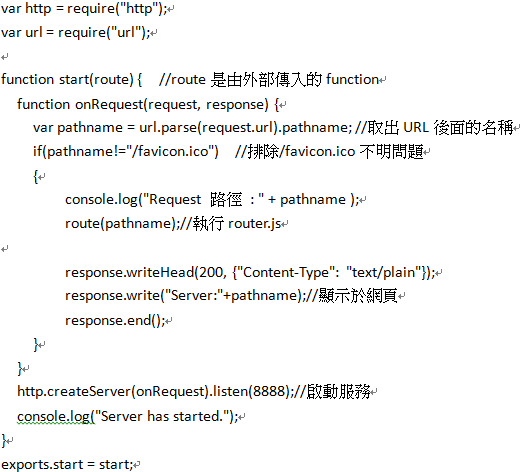 var http = require("http");
var url = require("url");
function start(route) { //route 是由外部傳入的 function
function onRequest(request, response) {
var pathname = url.parse(request.url).pathname; //取出 URL 後面的名稱
if(pathname!="/favicon.ico") //排除/favicon.ico 不明問題
{
console.log("Request 路徑 : " + pathname );
route(pathname);//執行 router.js
response.writeHead(200, {"Content-Type": "text/plain"});
response.write("Server:"+pathname);//顯示於網頁
response.end();
}
}
http.createServer(onRequest).listen(8888);//啟動服務
console.log("Server has started.");
}
exports.start = start;